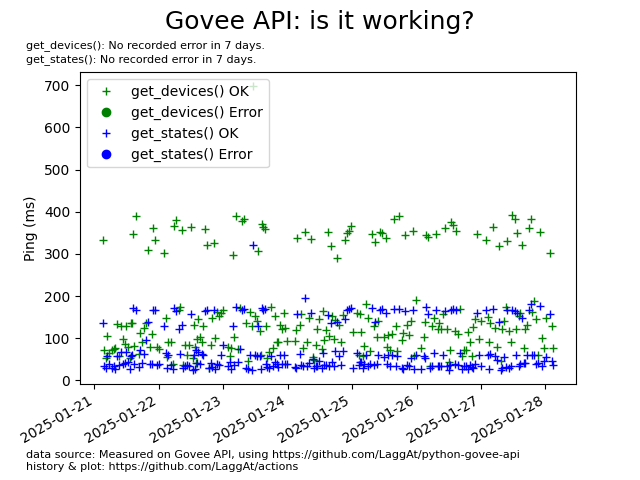 Govee API: is it working?
get_devices(): No recorded error in 7 days.
get_states(): No recorded error in 7 days.
700
600
500
400
300
200
100
0
Ping (ms)
get_devices() OK
get_devices() Error
get_states() OK
get_states() Error
2025-01-21
2025-01-22
2025-01-23
2025-01-24
2025-01-25
2025-01-26
2025-01-27
2025-01-28
data source: Measured on Govee API, using https://github.com/LaggAt/python-govee-api
history & plot: https://github.com/LaggAt/actions